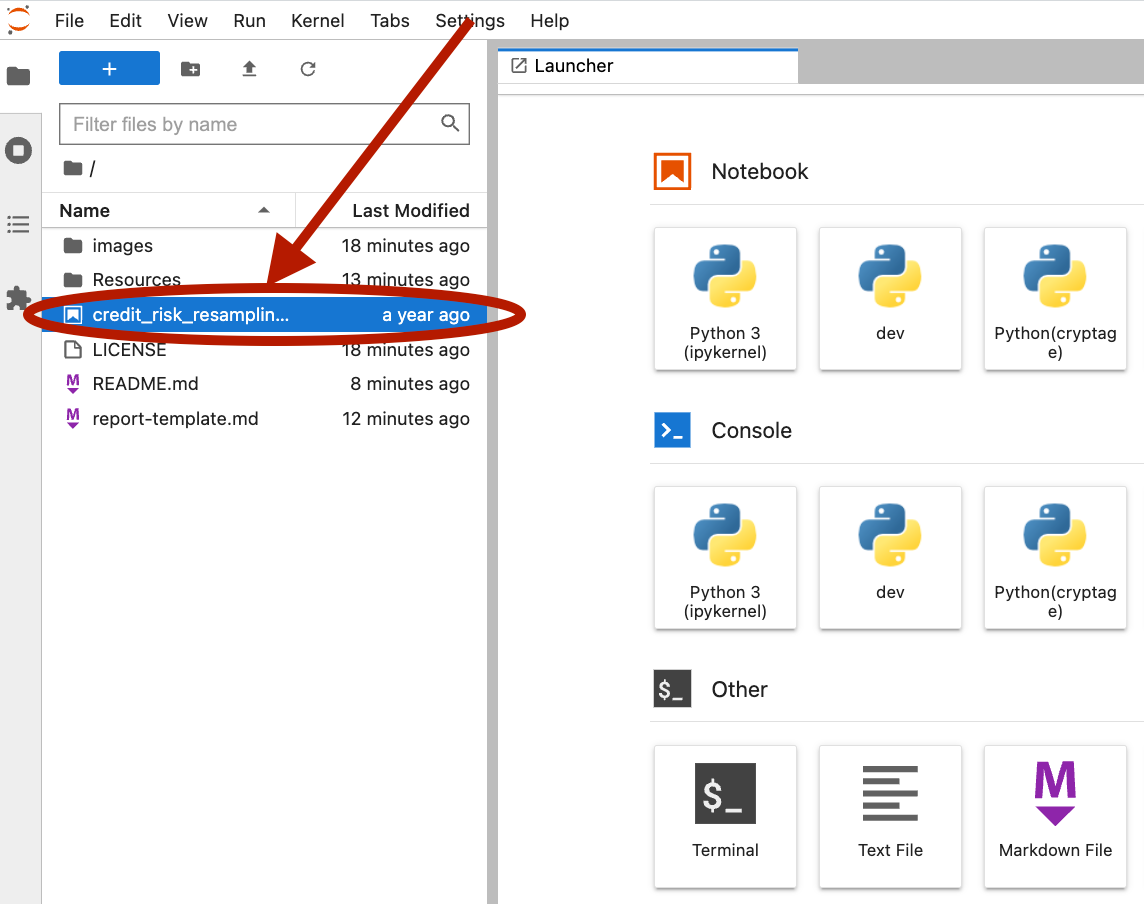 File Edit View Run Kernel Tabs Settings Help
Launcher
Filter files by name
/
Name Last Modified
images 18 minutes ago
Resources 13 minutes ago
credit_risk_resamplin... a year ago
LICENSE 18 minutes ago
README.md 8 minutes ago
report-template.md 12 minutes ago
Notebook
Python 3
(ipykernel)
dev
Python(cryptag
e)
Console
Python 3
(ipykernel)
dev
Python(cryptag
e)
$_ Other
$_
Terminal
Text File
M
Markdown File